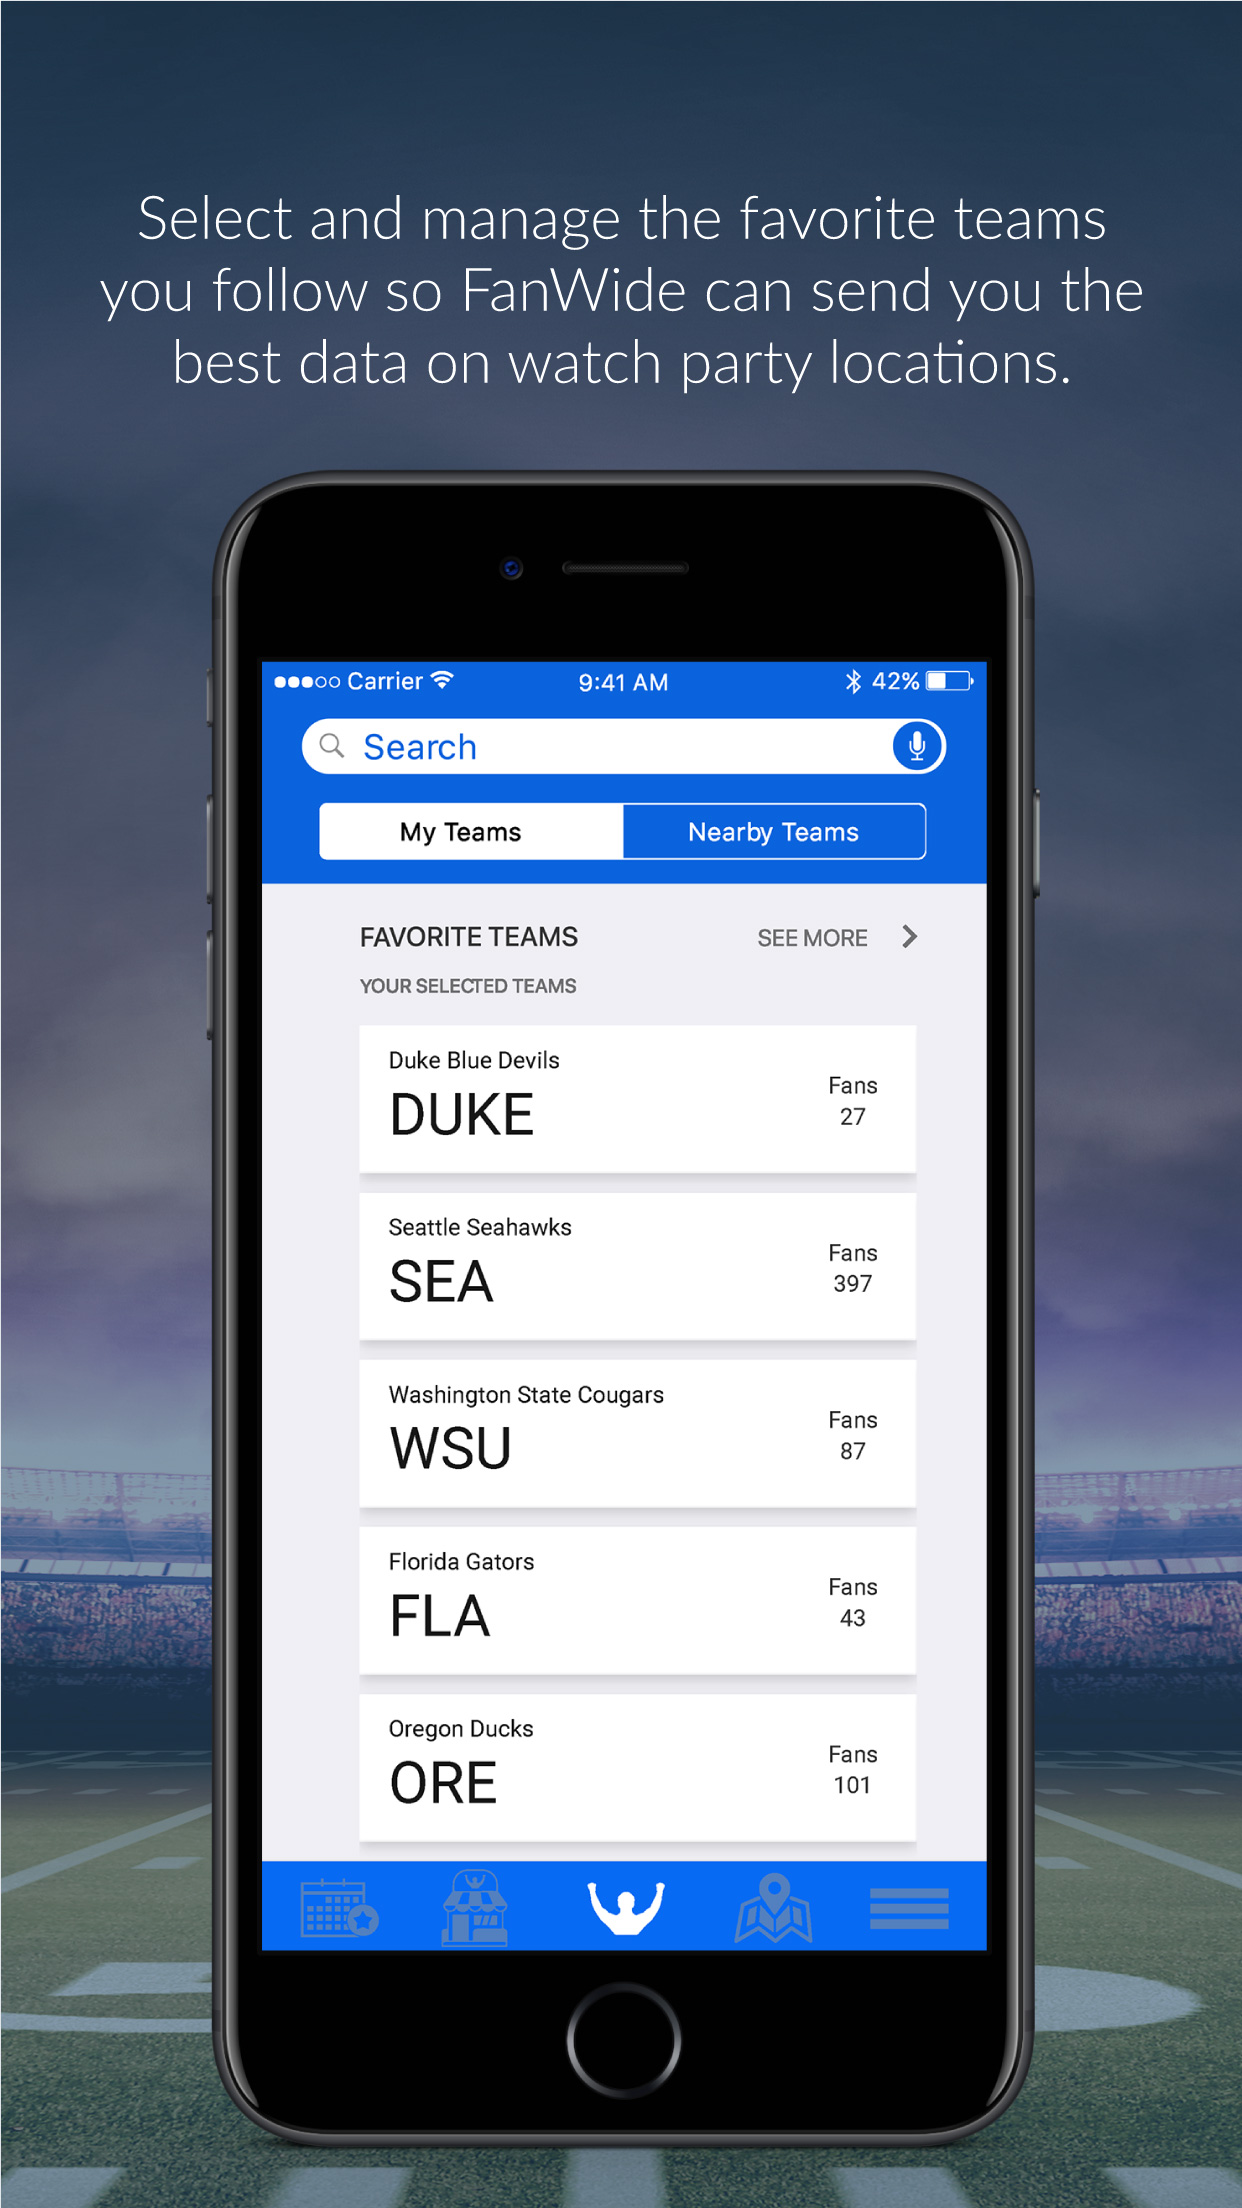 Select and manage the favorite teams
you follow so FanWide can send you the
best data on watch party locations.
Carrier 9:41 AM 42%
Search
My Teams Nearby Teams
FAVORITE TEAMS SEE MORE
YOUR SELECTED TEAMS
Duke Blue Devils
DUKE
Fans
27
Seattle Seahawks
SEA
Fans
397
Washington State Cougars
WSU
Fans
87
Florida Gators
FLA
Fans
43
Oregon Ducks
ORE
Fans
101